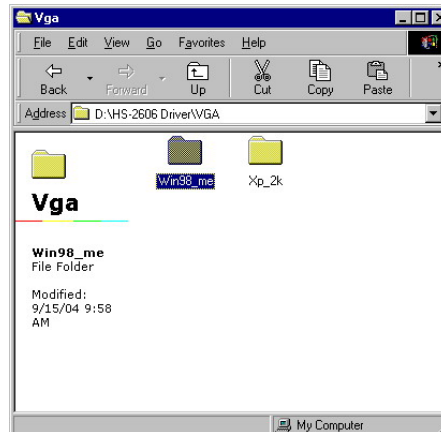 Vga
File Edit View Go Favorites Help
Back Forward Up Cut Copy Paste »
Address D:\HS-2606 Driver\VGA
Win98_me Xp_2k
Vga
Win98_me
File Folder
Modified:
9/15/04 9:58
AM
My Computer